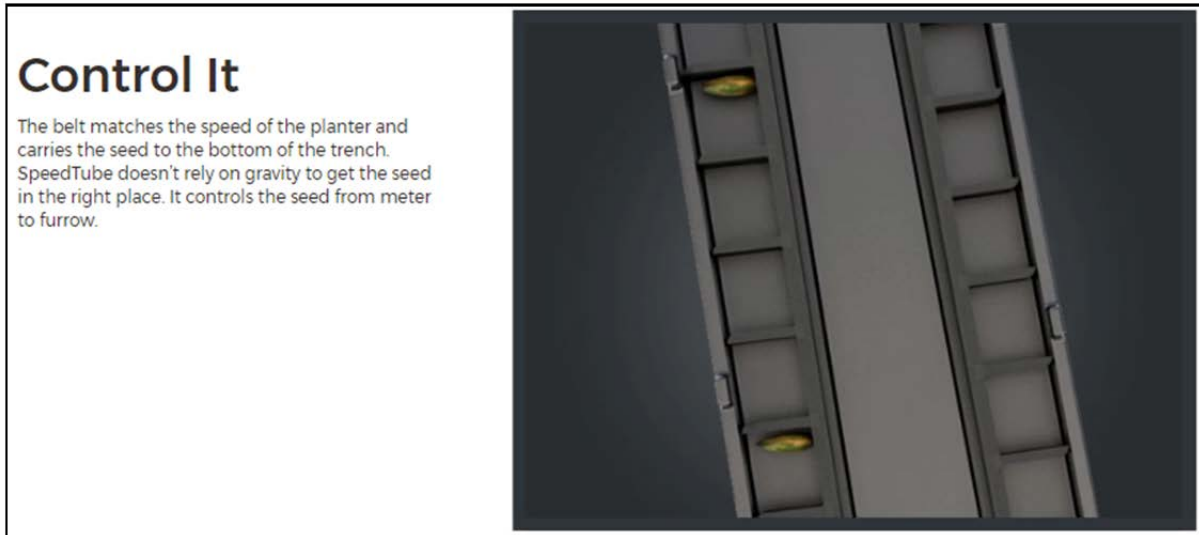 Control It
The belt matches the speed of the planter and
carries the seed to the bottom of the trench.
SpeedTube doesn't rely on gravity to get the seed
in the right place. It controls the seed from meter
to furrow.